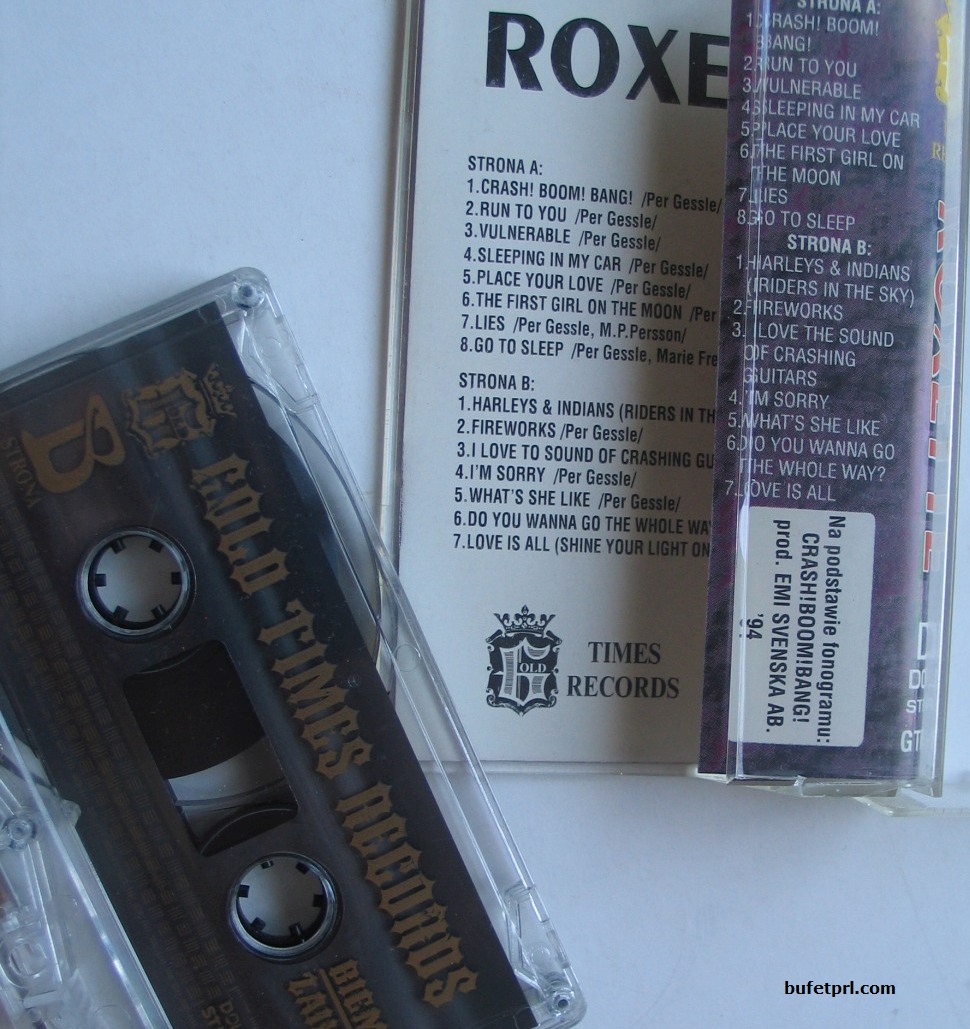 ROXE
STRONA A:
1.CRASH! BOOM! BANG! /Per Gessle/
2.RUN TO YOU /Per Gessle/
3.VULNERABLE /Per Gessle/
4.SLEEPING IN MY CAR /Per Gessle/
5.PLACE YOUR LOVE /Per Gessle/
6.THE FIRST GIRL ON THE MOON /Per
7.LIES /Per Gessle, M.P.Persson/
8.GO TO SLEEP /Per Gessle, Marie Fre
STRONA B:
1.HARLEYS & INDIANS (RIDERS IN TH
2.FIREWORKS /Per Gessle/
3.I LOVE TO SOUND OF CRASHING GU
4.I'M SORRY /Per Gessle/
5.WHAT'S SHE LIKE /Per Gessle/
6.DO YOU WANNA GO THE WHOLE WAY
7.LOVE IS ALL (SHINE YOUR LIGHT ON
OLD
TIMES
RECORDS
STRONA A:
1.CRASH! BOOM!
BANG!
2.RUN TO YOU
3.VULNERABLE
4.SLEEPING IN MY CAR
5.PLACE YOUR LOVE
6.THE FIRST GIRL ON
THE MOON
7.LIES
8.GO TO SLEEP
STRONA B:
1.HARLEYS & INDIANS
(RIDERS IN THE SKY)
2.FIREWORKS
3.I LOVE THE SOUND
OF CRASHING
GUITARS
4.I'M SORRY
5.WHAT'S SHE LIKE
6.DO YOU WANNA GO
THE WHOLE WAY?
7.LOVE IS ALL
Na podstawie fonogramu:
CRASH!BOOM!BANG!
prod. EMI SVENSKA AB.
'94
ROXETTE
GT
B
STRONA
GOLD TIMES RECORDS
bufetprl.com